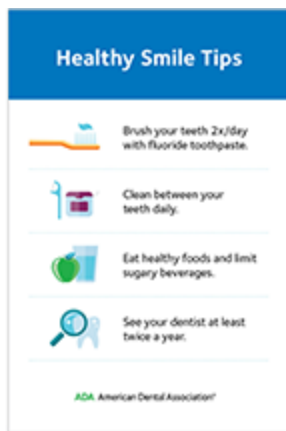 Healthy Smile Tips
Brush your teeth 2x/day
with fluoride toothpaste.
Clean between your
teeth daily.
Eat healthy foods and limit
sugary beverages.
See your dentist at least
twice a year.
ADA American Dental Association®